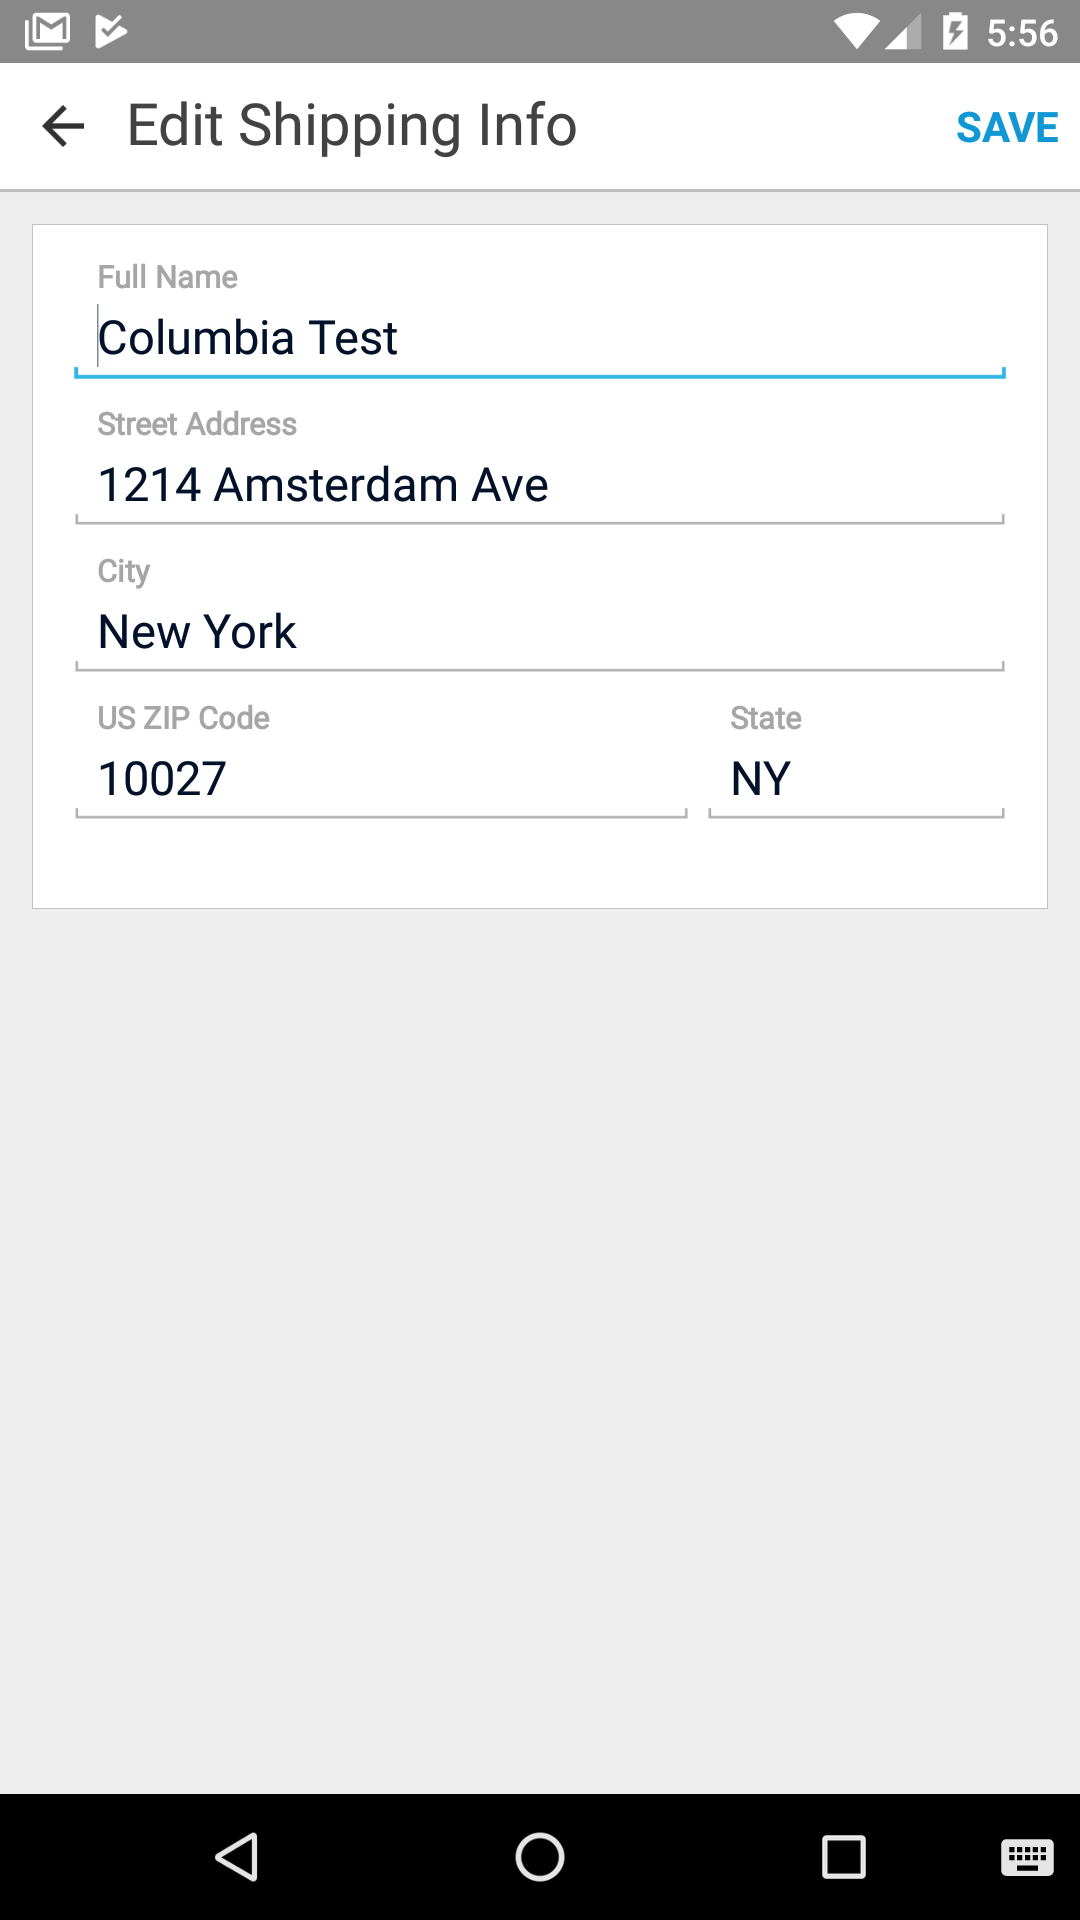 5:56
Edit Shipping Info
SAVE
Full Name
Columbia Test
Street Address
1214 Amsterdam Ave
City
New York
US ZIP Code State
10027 NY